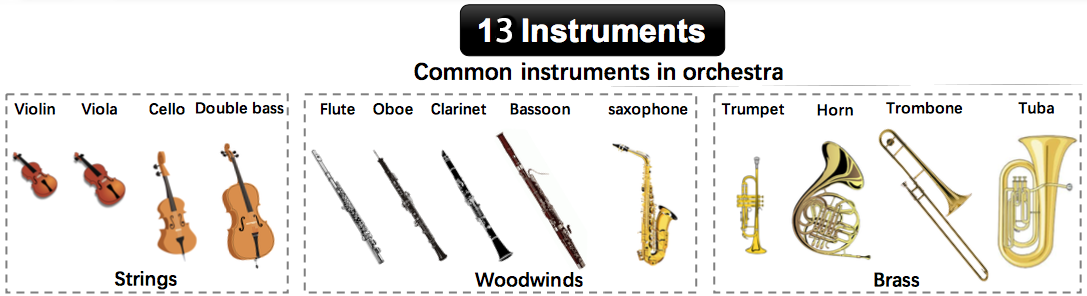 13 Instruments
Common instruments in orchestra
Violin Viola Cello Double bass
Strings
Flute Oboe Clarinet Bassoon saxophone
Woodwinds
Trumpet Horn Trombone Tuba
Brass